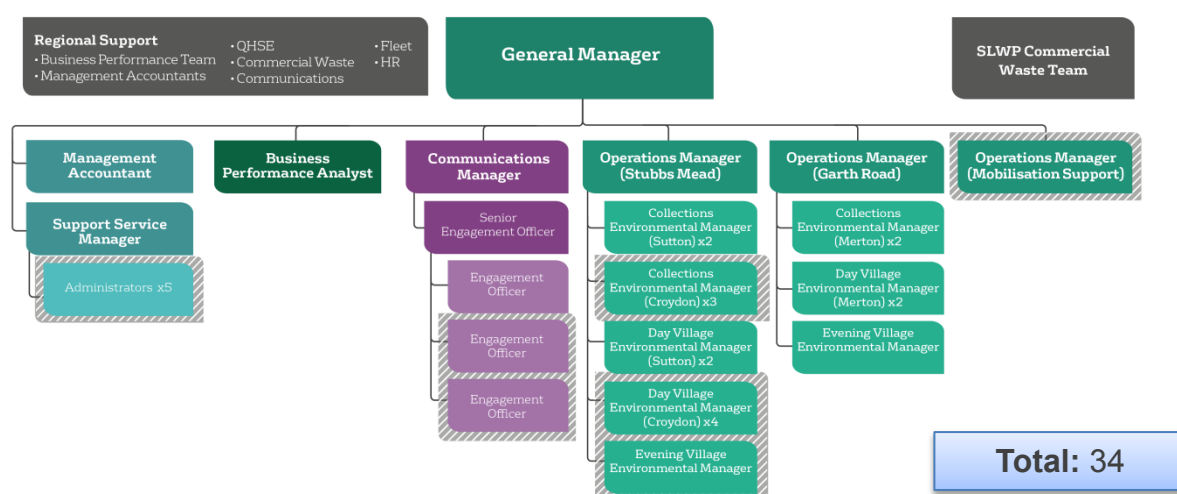 Regional Support
• Business Performance Team
• Management Accountants
• QHSE
• Commercial Waste
• Communications
• Fleet
• HR
General Manager
SLWP Commercial
Waste Team
Management
Accountant
Support Service
Manager
Administrators x5
Business
Performance Analyst
Communications
Manager
Senior
Engagement Officer
Engagement
Officer
Engagement
Officer
Engagement
Officer
Operations Manager
(Stubbs Mead)
Collections
Environmental Manager
(Sutton) x2
Collections
Environmental Manager
(Croydon) x3
Day Village
Environmental Manager
(Sutton) x2
Day Village
Environmental Manager
(Croydon) x4
Evening Village
Environmental Manager
Operations Manager
(Garth Road)
Collections
Environmental Manager
(Merton) x2
Day Village
Environmental Manager
(Merton) x2
Evening Village
Environmental Manager
Operations Manager
(Mobilisation Support)
Total: 34